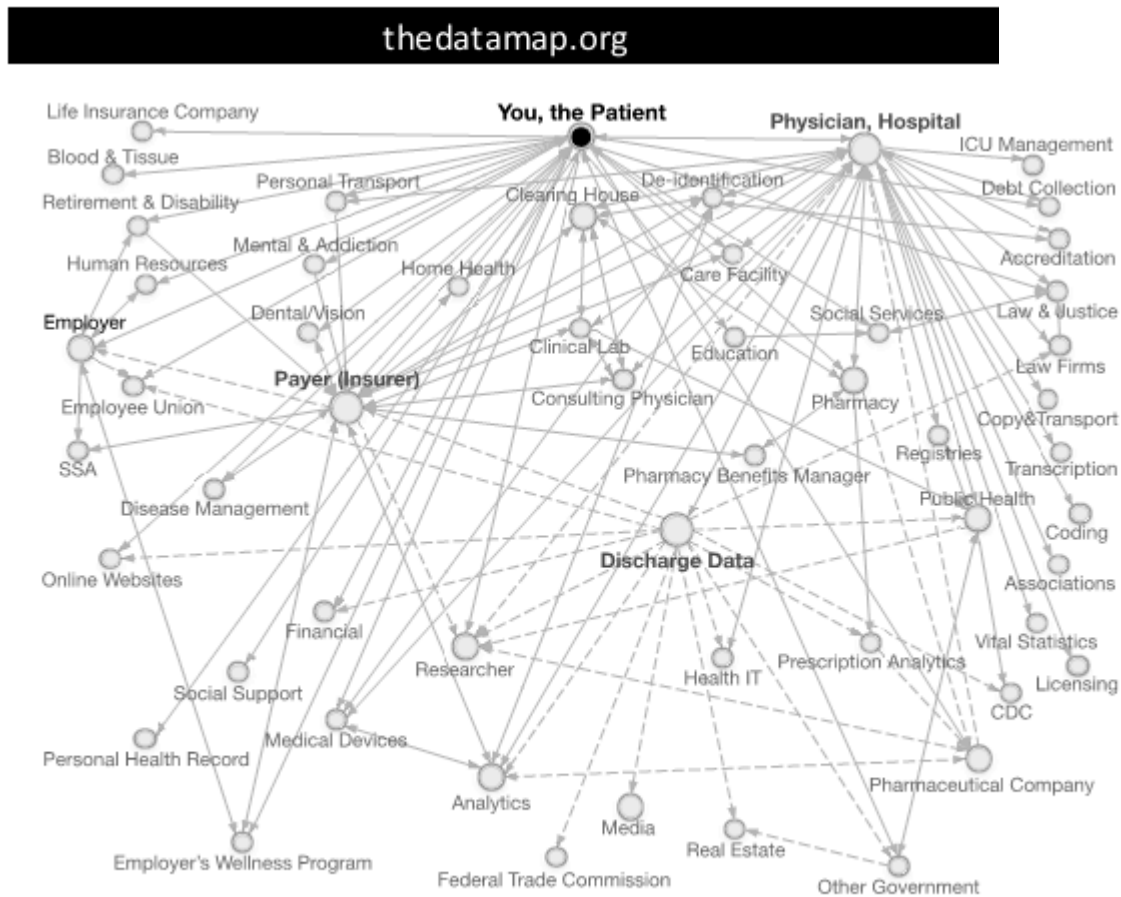 thedatamap.org
Life Insurance Company
You, the Patient
Physician, Hospital
ICU Management
Blood & Tissue
Personal Transport
De-identification
Clearing House
Debt Collection
Retirement & Disability
Mental & Addiction
Accreditation
Human Resources
Home Health
Care Facility
Dental/Vision
Social Services
Law & Justice
Employer
Clinical Lab
Education
Law Firms
Payer (Insurer)
Employee Union
Consulting Physician
Pharmacy
Copy&Transport
Registries
SSA
Pharmacy Benefits Manager
Transcription
Disease Management
Public Health
Coding
Discharge Data
Online Websites
Associations
Financial
Vital Statistics
Researcher
Health IT
Prescription Analytics
Licensing
Social Support
CDC
Medical Devices
Personal Health Record
Pharmaceutical Company
Analytics
Media
Real Estate
Employer's Wellness Program
Federal Trade Commission
Other Government